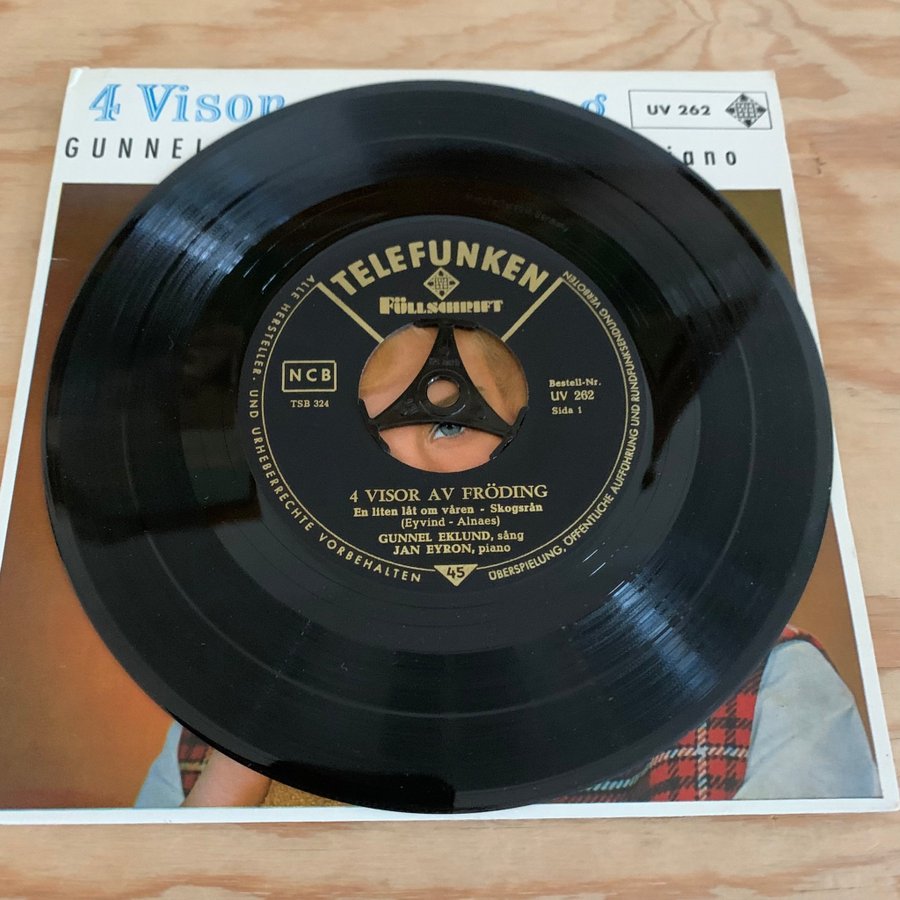 4 Visor g
UV 262
GUNNEL iano
TELEFUNKEN
FÜLLSCHRIFT
NCB
TSB 324
Bestell-Nr.
UV 262
Sida 1
4 VISOR AV FRÖDING
En liten låt om våren - Skogsrån
(Eyvind - Alnaes)
GUNNEL EKLUND, sång
JAN EYRON, piano
45
ALLE HERSTELLER- UND URHEBERRECHTE VORBEHALTEN
ÜBERSPIELUNG, ÖFFENTLICHE AUFFÜHRUNG UND RUNDFUNKSENDUNG VERBOTEN